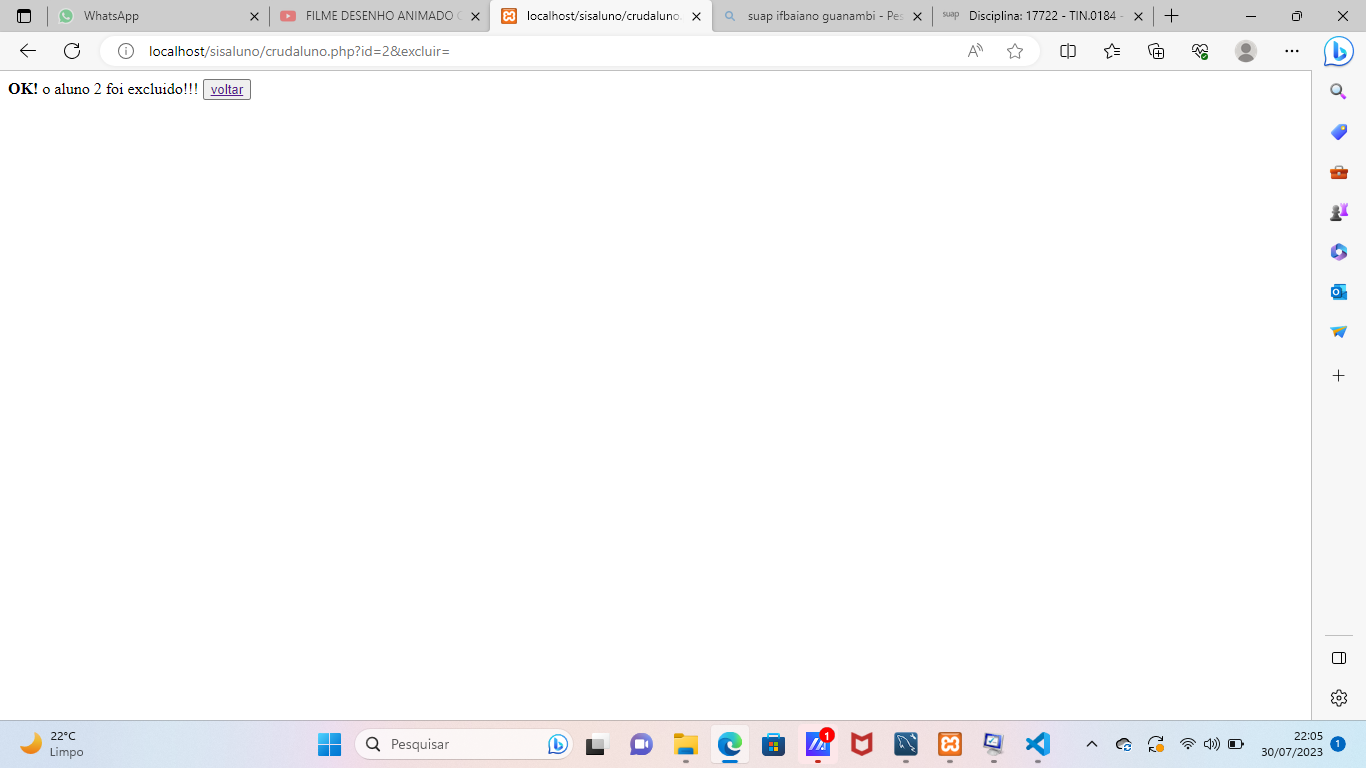 WhatsApp
FILME DESENHO ANIMADO
localhost/sisaluno/crudaluno.
suap ifbaiano guanambi - Pes
suap
Disciplina: 17722 - TIN.0184 -
localhost/sisaluno/crudaluno.php?id=2&excluir=
OK! o aluno 2 foi excluido!!! voltar
22°C
Limpo
Pesquisar
1
22:05
30/07/2023
1